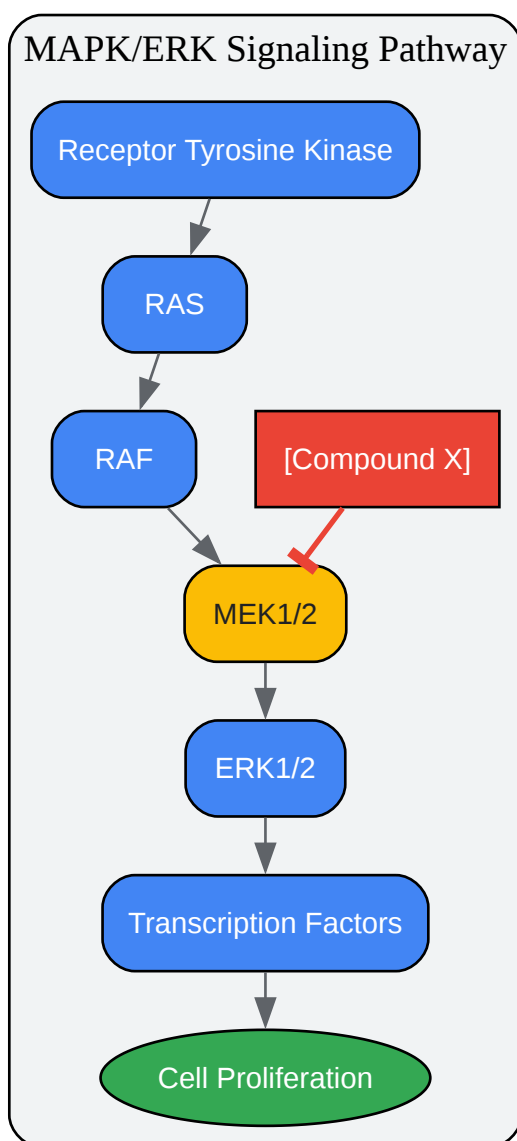 MAPK/ERK Signaling Pathway
Receptor Tyrosine Kinase
RAS
RAF
[Compound X]
MEK1/2
ERK1/2
Transcription Factors
Cell Proliferation